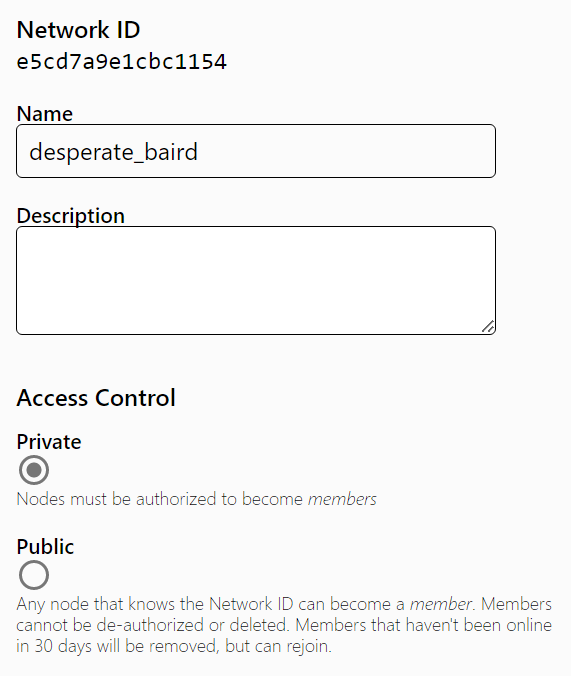 Network ID
e5cd7a9e1cbc1154
Name
desperate_baird
Description
Access Control
Private
Nodes must be authorized to become members
Public
Any node that knows the Network ID can become a member. Members
cannot be de-authorized or deleted. Members that haven't been online
in 30 days will be removed, but can rejoin.